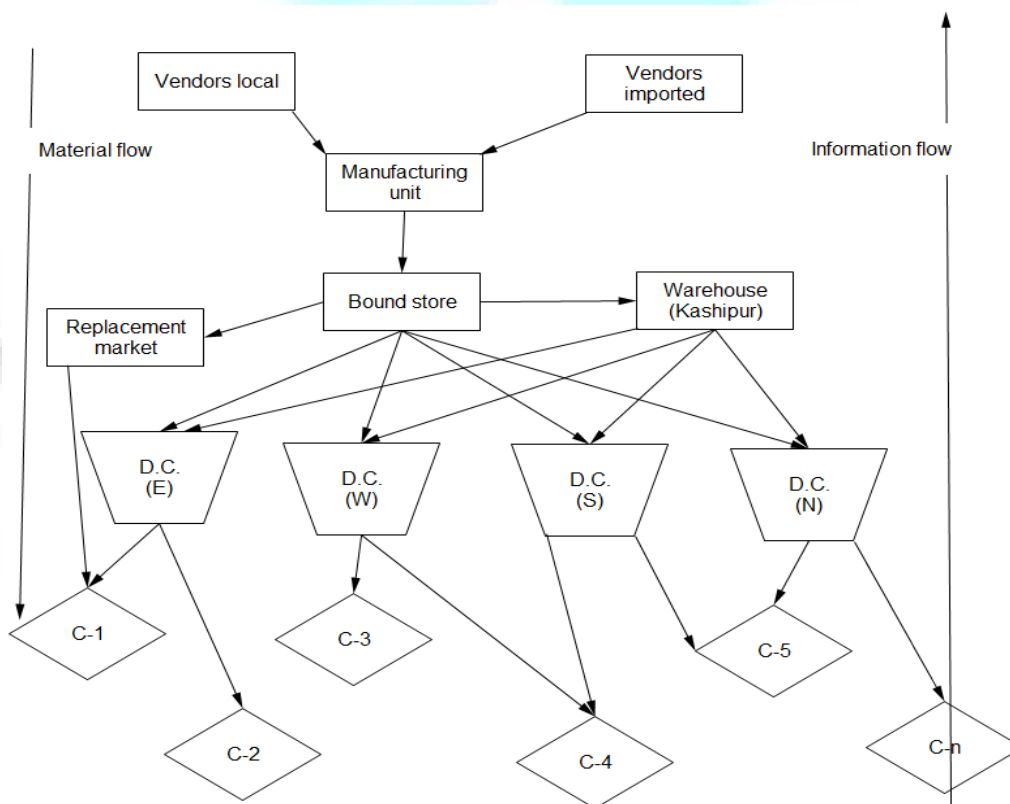 Vendors local
Vendors
imported
Material flow
Information flow
Manufacturing
unit
Bound store
Warehouse
(Kashipur)
Replacement
market
D.C.
(E)
D.C.
(W)
D.C.
(S)
D.C.
(N)
C-1
C-3
C-5
C-2
C-4
C-n